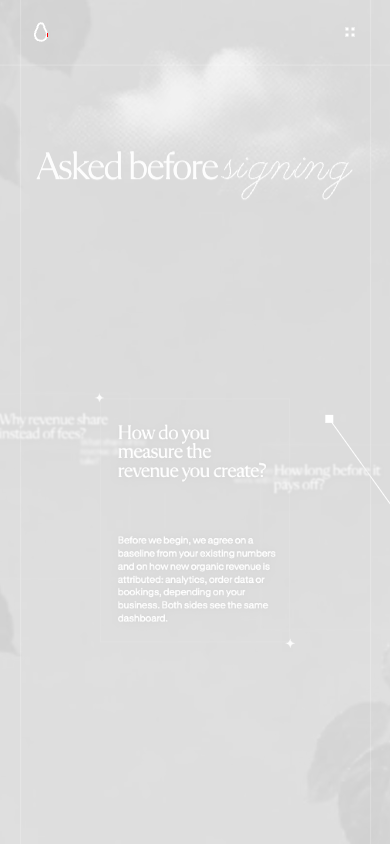 Asked before signing
Why revenue share
instead of fees?
How do you
measure the
revenue you create?
How long before it
pays off?
Before we begin, we agree on a
baseline from your existing numbers
and on how new organic revenue is
attributed: analytics, order data or
bookings, depending on your
business. Both sides see the same
dashboard.